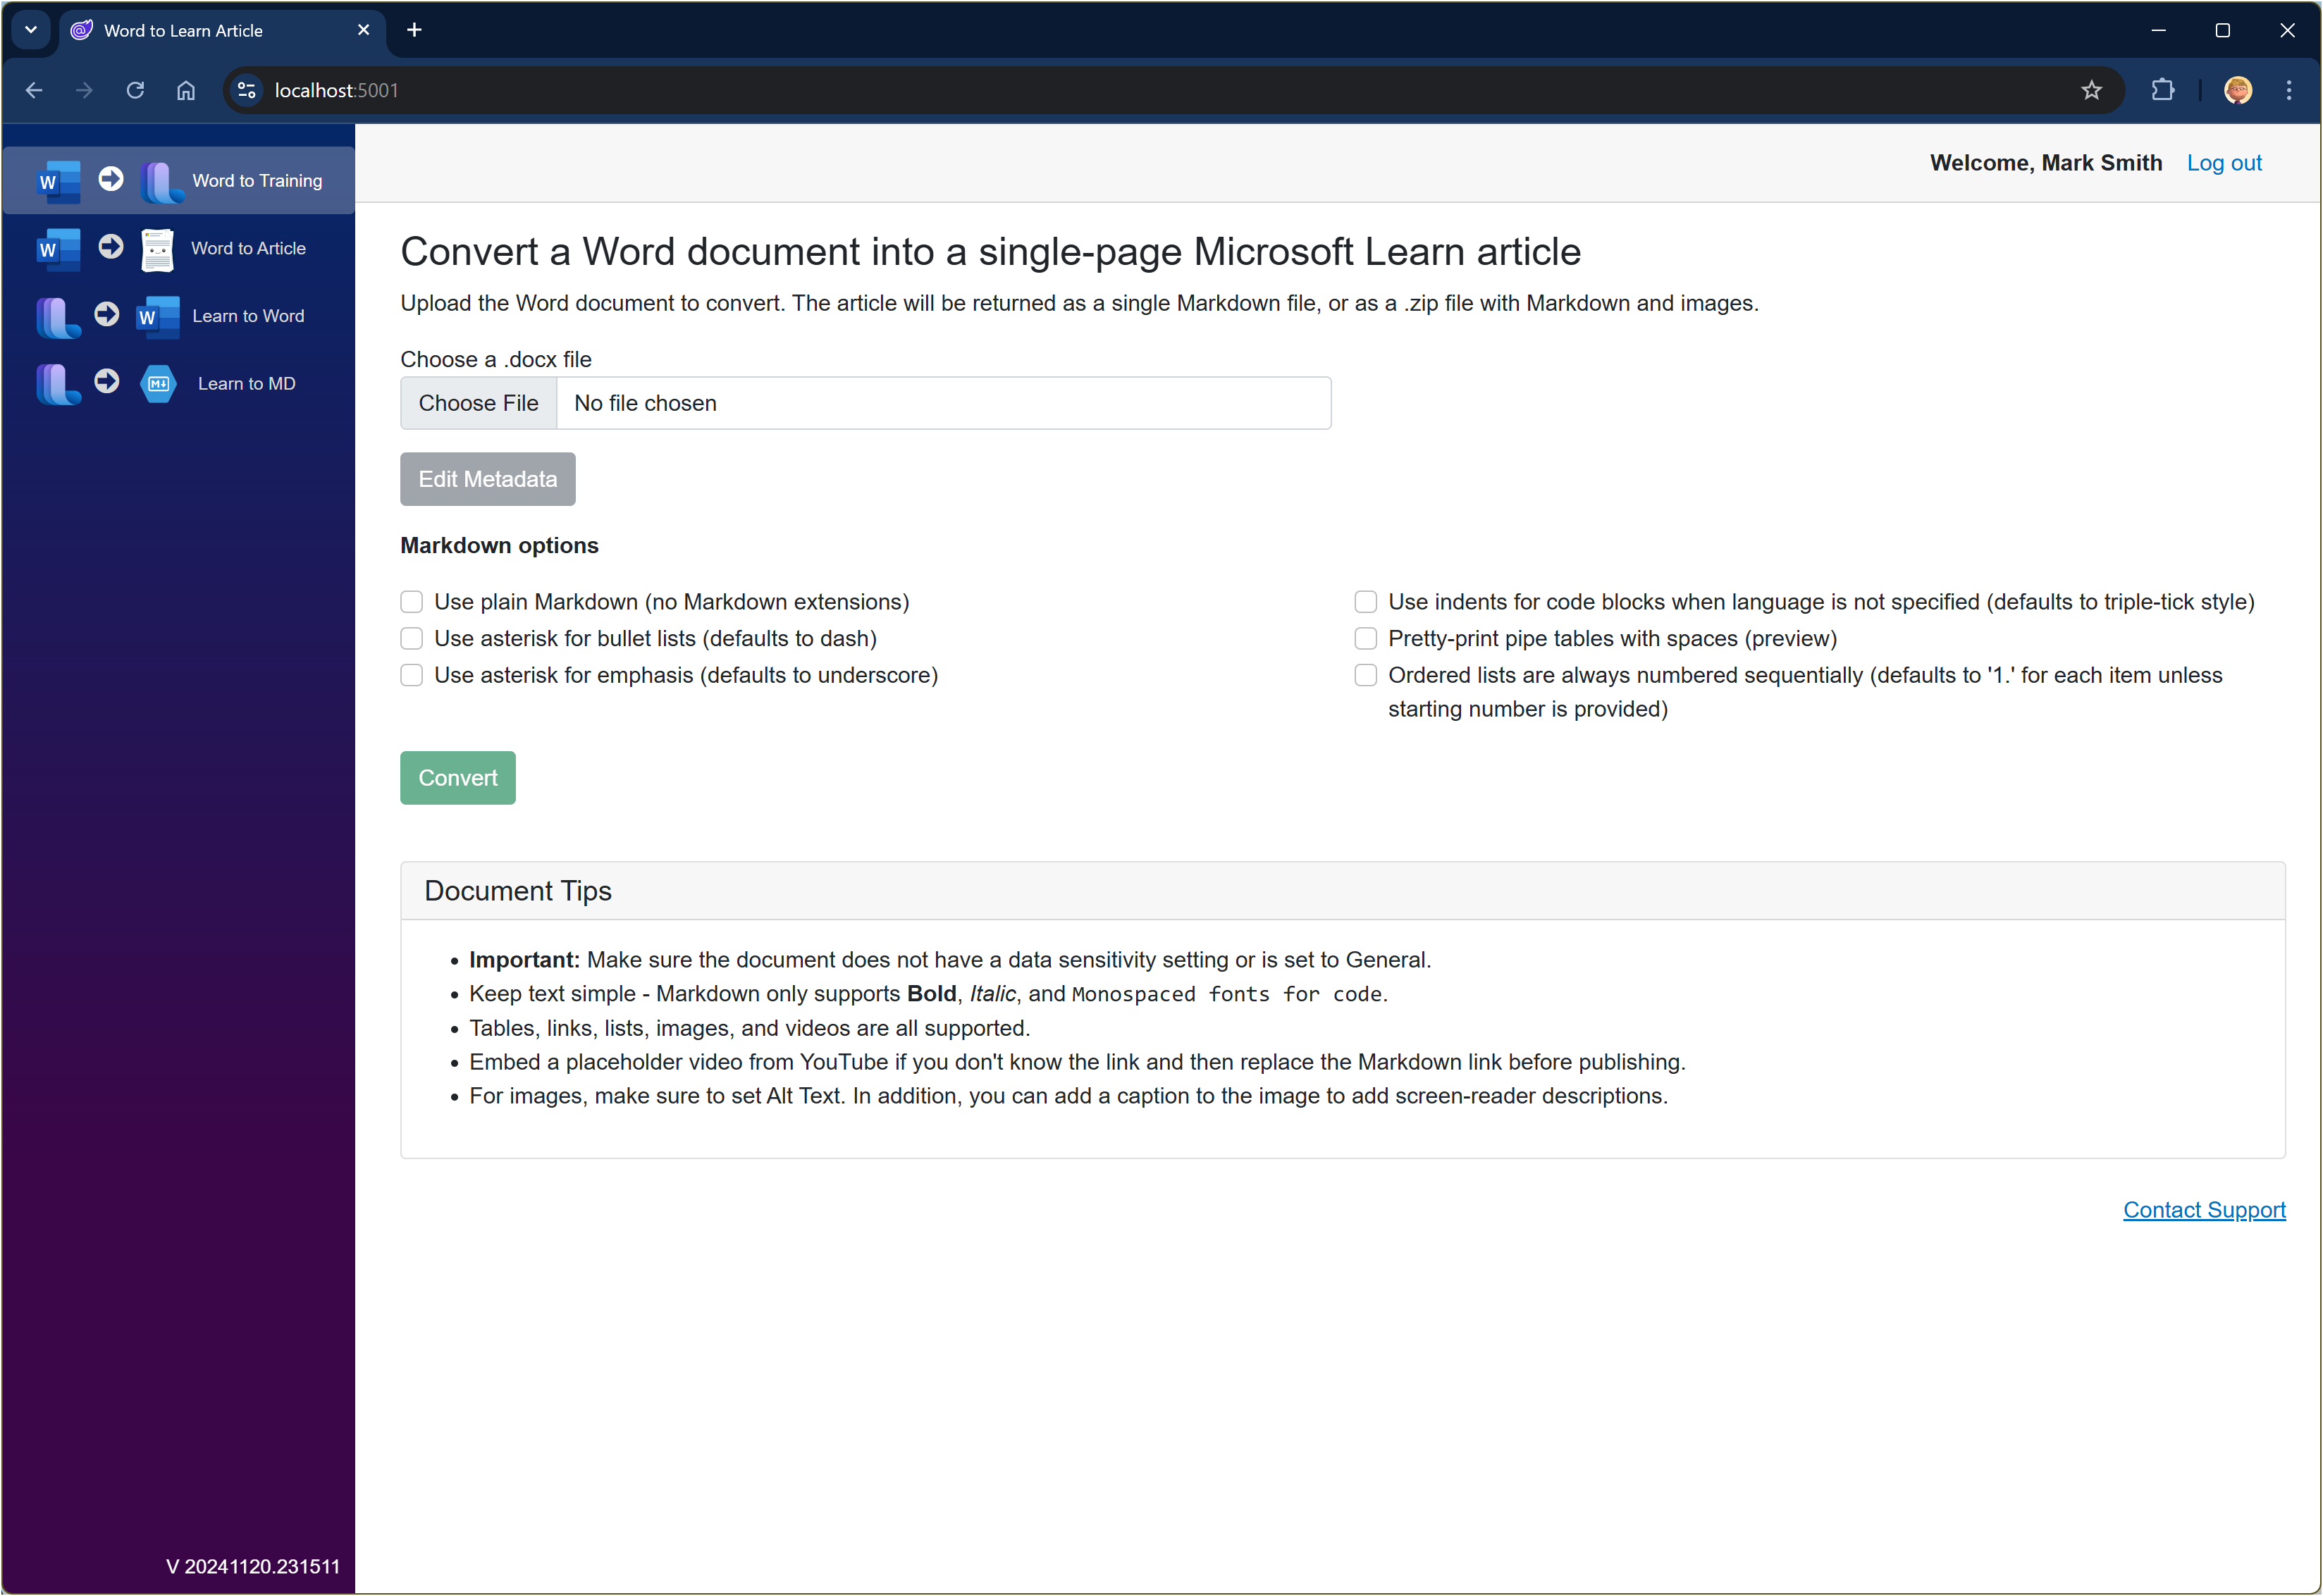 Word to Learn Article
localhost:5001
Word to Training
Word to Article
Learn to Word
Learn to MD
V 20241120.231511
Welcome, Mark Smith Log out
Convert a Word document into a single-page Microsoft Learn article
Upload the Word document to convert. The article will be returned as a single Markdown file, or as a .zip file with Markdown and images.
Choose a .docx file
Choose File No file chosen
Edit Metadata
Markdown options
Use plain Markdown (no Markdown extensions)
Use asterisk for bullet lists (defaults to dash)
Use asterisk for emphasis (defaults to underscore)
Use indents for code blocks when language is not specified (defaults to triple-tick style)
Pretty-print pipe tables with spaces (preview)
Ordered lists are always numbered sequentially (defaults to '1.' for each item unless
starting number is provided)
Convert
Document Tips
• Important: Make sure the document does not have a data sensitivity setting or is set to General.
• Keep text simple - Markdown only supports Bold, Italic, and Monospaced fonts for code.
• Tables, links, lists, images, and videos are all supported.
• Embed a placeholder video from YouTube if you don't know the link and then replace the Markdown link before publishing.
• For images, make sure to set Alt Text. In addition, you can add a caption to the image to add screen-reader descriptions.
Contact Support